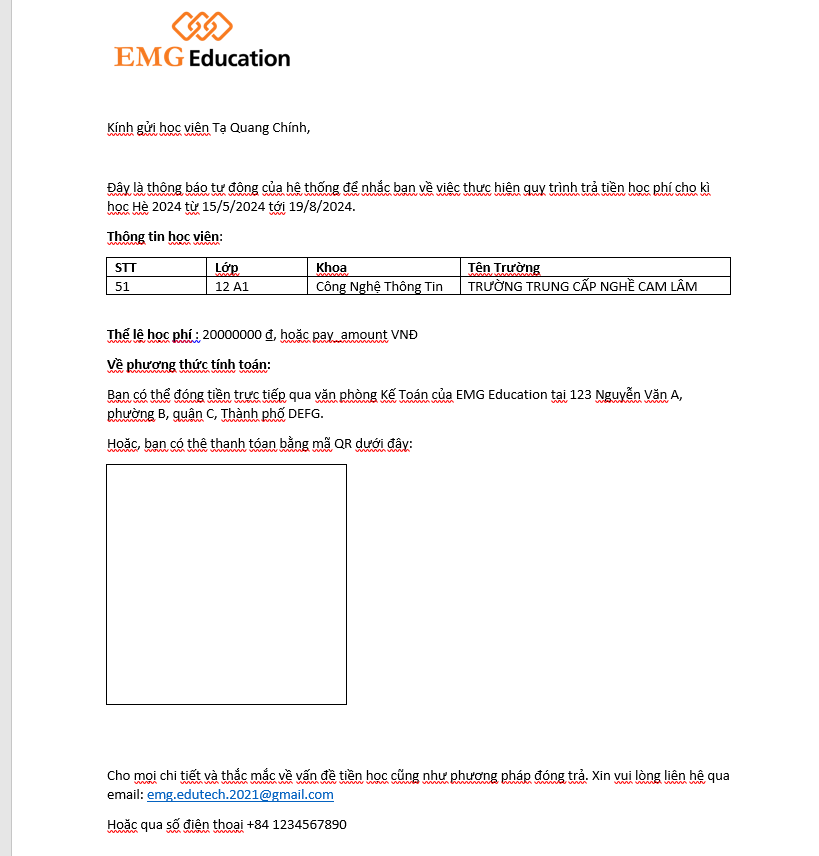 EMG Education
Kính gửi học viên Tạ Quang Chính,
Đây là thông báo tự động của hệ thống để nhắc bạn về việc thực hiện quy trình trả tiền học phí cho kì
học Hè 2024 từ 15/5/2024 tới 19/8/2024.
Thông tin học viên:
STT Lớp Khoa Tên Trường
51 12 A1 Công Nghệ Thông Tin TRƯỜNG TRUNG CẤP NGHỀ CAM LÂM
Thể lệ học phí : 20000000 đ, hoặc pay_amount VNĐ
Về phương thức tính toán:
Bạn có thể đóng tiền trực tiếp qua văn phòng Kế Toán của EMG Education tại 123 Nguyễn Văn A,
phường B, quận C, Thành phố DEFG.
Hoặc, bạn có thê thanh tóan bằng mã QR dưới đây:
Cho mọi chi tiết và thắc mắc về vấn đề tiền học cũng như phương pháp đóng trả. Xin vui lòng liên hệ qua
email: emg.edutech.2021@gmail.com
Hoặc qua số điện thoại +84 1234567890